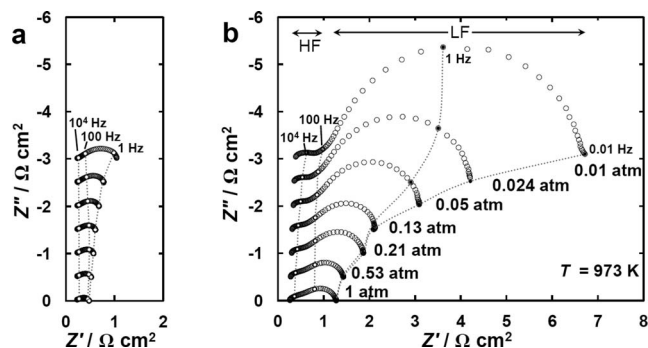 a
-6
-5
-4
-3
-2
-1
0
Z″ / Ω cm²
10⁴ Hz
100 Hz
1 Hz
0 1 2
Z′ / Ω cm²
b
-6
-5
-4
-3
-2
-1
0
Z″ / Ω cm²
HF
LF
10⁴ Hz
100 Hz
1 Hz
0.01 Hz
0.01 atm
0.024 atm
0.05 atm
0.13 atm
0.21 atm
0.53 atm
1 atm
T = 973 K
0 1 2 3 4 5 6 7 8
Z′ / Ω cm²